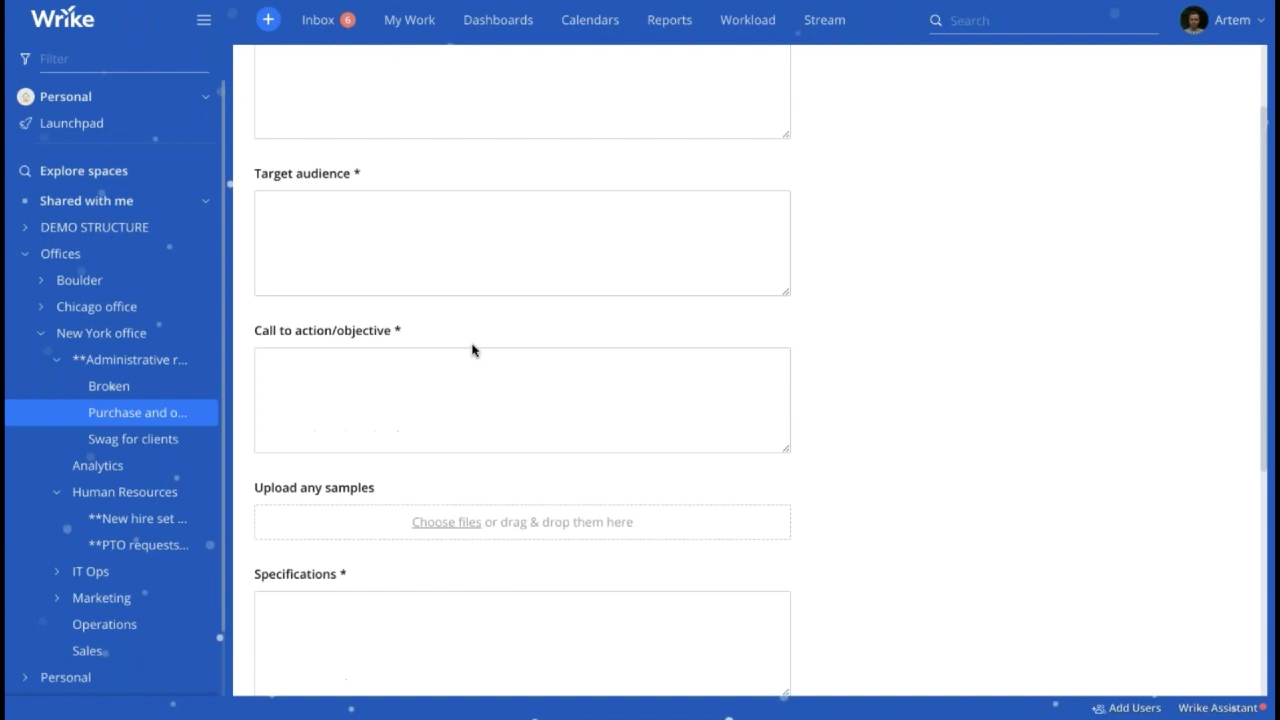 Wrike
Inbox 6
My Work
Dashboards
Calendars
Reports
Workload
Stream
Search
Artem
Filter
Personal
Launchpad
Explore spaces
Shared with me
DEMO STRUCTURE
Offices
Boulder
Chicago office
New York office
**Administrative r...
Broken
Purchase and o...
Swag for clients
Analytics
Human Resources
**New hire set ...
**PTO requests...
IT Ops
Marketing
Operations
Sales
Personal
Target audience *
Call to action/objective *
Upload any samples
Choose files or drag & drop them here
Specifications *
Add Users
Wrike Assistant